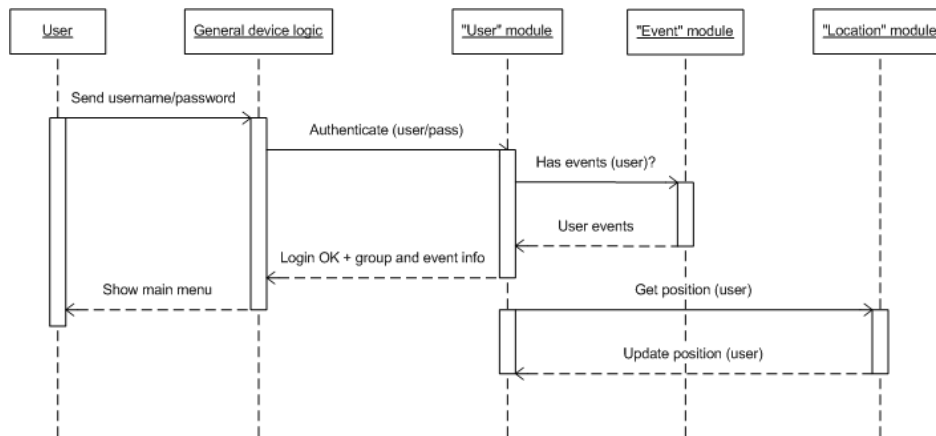 User
General device logic
"User" module
"Event" module
"Location" module
Send username/password
Authenticate (user/pass)
Has events (user)?
User events
Login OK + group and event info
Show main menu
Get position (user)
Update position (user)